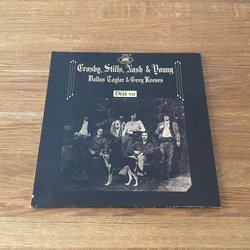 Crosby, Stills, Nash & Young
Dallas Taylor & Greg Reeves
Déjà vu